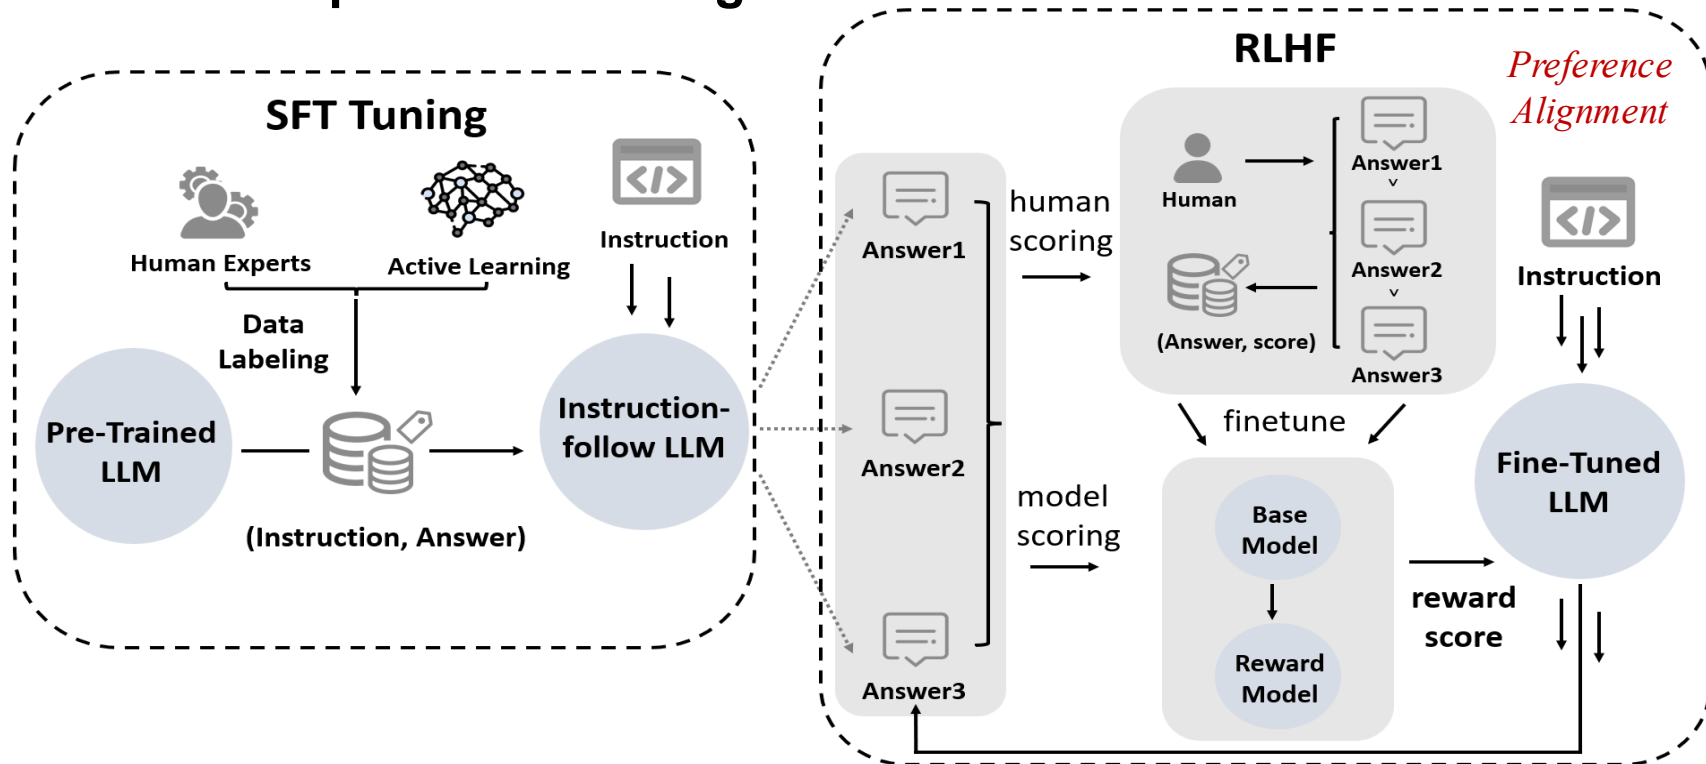 SFT Tuning
Human Experts
Active Learning
Instruction
Data
Labeling
Pre-Trained
LLM
(Instruction, Answer)
Instruction-
follow LLM
RLHF
Preference
Alignment
Answer1
Answer2
Answer3
human
scoring
model
scoring
Human
(Answer, score)
Answer1
Answer2
Answer3
finetune
Base
Model
Reward
Model
reward
score
Instruction
Fine-Tuned
LLM